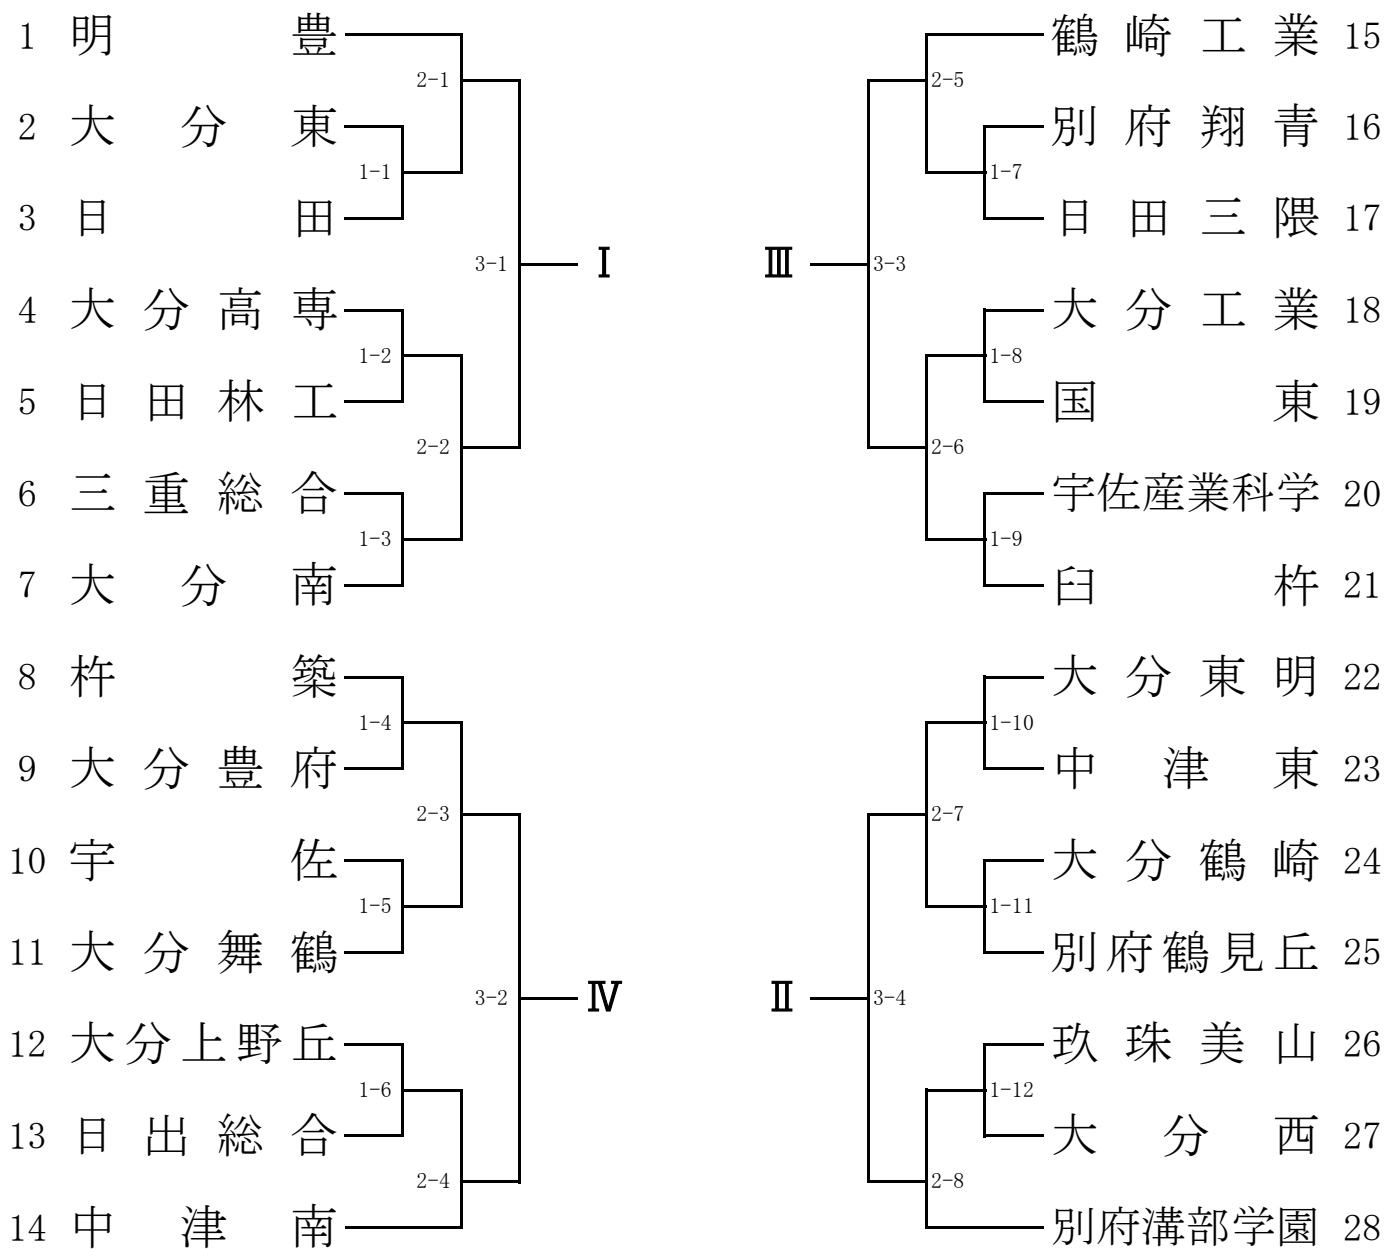 1 明豊
2-1
2 大分東
1-1
3 日田
3-1 Ⅰ
4 大分高専
1-2
5 日田林工
2-2
6 三重総合
1-3
7 大分南
8 杵築
1-4
9 大分豊府
2-3
10 宇佐
1-5
11 大分舞鶴
3-2 Ⅳ
12 大分上野丘
1-6
13 日出総合
2-4
14 中津南
鶴崎工業 15
2-5
別府翔青 16
1-7
日田三隈 17
Ⅲ 3-3
大分工業 18
1-8
国東 19
2-6
宇佐産業科学 20
1-9
臼杵 21
大分東明 22
1-10
中津東 23
2-7
大分鶴崎 24
1-11
別府鶴見丘 25
Ⅱ 3-4
玖珠美山 26
1-12
大分西 27
2-8
別府溝部学園 28